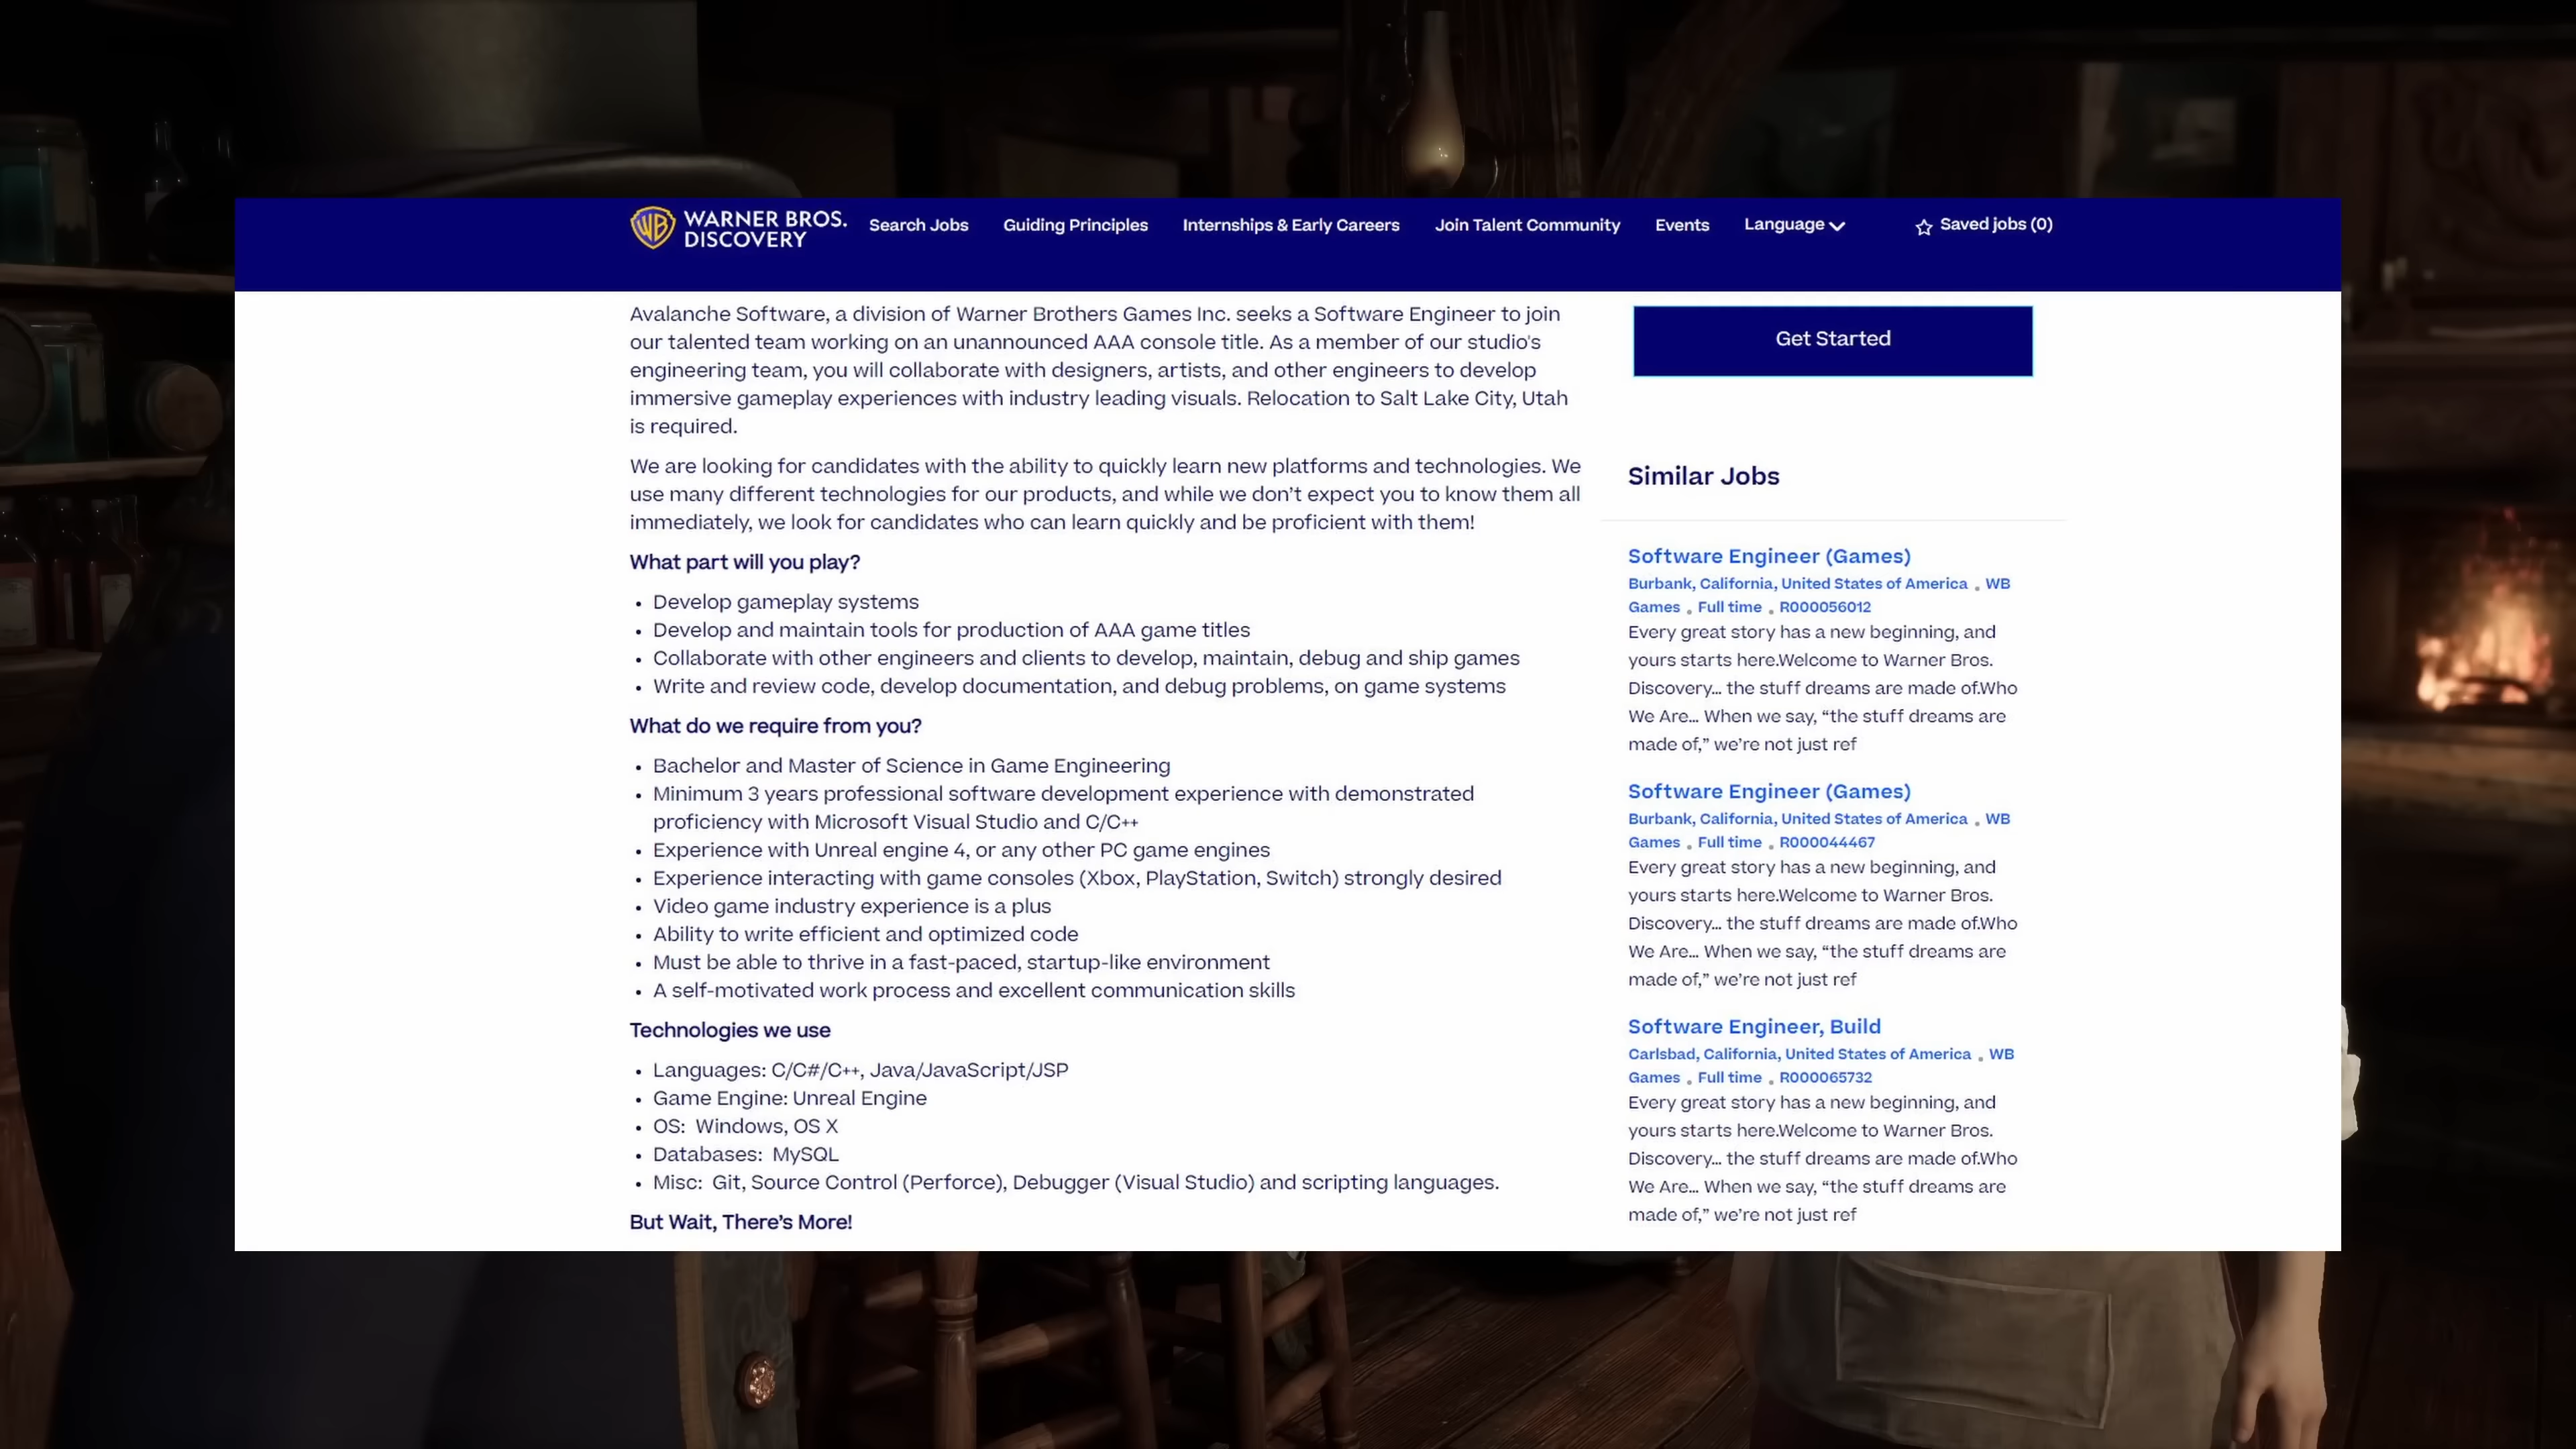 WARNER BROS.
DISCOVERY
Search Jobs
Guiding Principles
Internships & Early Careers
Join Talent Community
Events
Language
Saved jobs (0)
Avalanche Software, a division of Warner Brothers Games Inc. seeks a Software Engineer to join
our talented team working on an unannounced AAA console title. As a member of our studio's
engineering team, you will collaborate with designers, artists, and other engineers to develop
immersive gameplay experiences with industry leading visuals. Relocation to Salt Lake City, Utah
is required.
We are looking for candidates with the ability to quickly learn new platforms and technologies. We
use many different technologies for our products, and while we don’t expect you to know them all
immediately, we look for candidates who can learn quickly and be proficient with them!
What part will you play?
• Develop gameplay systems
• Develop and maintain tools for production of AAA game titles
• Collaborate with other engineers and clients to develop, maintain, debug and ship games
• Write and review code, develop documentation, and debug problems, on game systems
What do we require from you?
• Bachelor and Master of Science in Game Engineering
• Minimum 3 years professional software development experience with demonstrated
proficiency with Microsoft Visual Studio and C/C++
• Experience with Unreal engine 4, or any other PC game engines
• Experience interacting with game consoles (Xbox, PlayStation, Switch) strongly desired
• Video game industry experience is a plus
• Ability to write efficient and optimized code
• Must be able to thrive in a fast-paced, startup-like environment
• A self-motivated work process and excellent communication skills
Technologies we use
• Languages: C/C#/C++, Java/JavaScript/JSP
• Game Engine: Unreal Engine
• OS: Windows, OS X
• Databases: MySQL
• Misc: Git, Source Control (Perforce), Debugger (Visual Studio) and scripting languages.
But Wait, There’s More!
Get Started
Similar Jobs
Software Engineer (Games)
Burbank, California, United States of America . WB
Games . Full time . R000056012
Every great story has a new beginning, and
yours starts here.Welcome to Warner Bros.
Discovery... the stuff dreams are made of.Who
We Are... When we say, “the stuff dreams are
made of,” we’re not just ref
Software Engineer (Games)
Burbank, California, United States of America . WB
Games . Full time . R000044467
Every great story has a new beginning, and
yours starts here.Welcome to Warner Bros.
Discovery... the stuff dreams are made of.Who
We Are... When we say, “the stuff dreams are
made of,” we’re not just ref
Software Engineer, Build
Carlsbad, California, United States of America . WB
Games . Full time . R000065732
Every great story has a new beginning, and
yours starts here.Welcome to Warner Bros.
Discovery... the stuff dreams are made of.Who
We Are... When we say, “the stuff dreams are
made of,” we’re not just ref